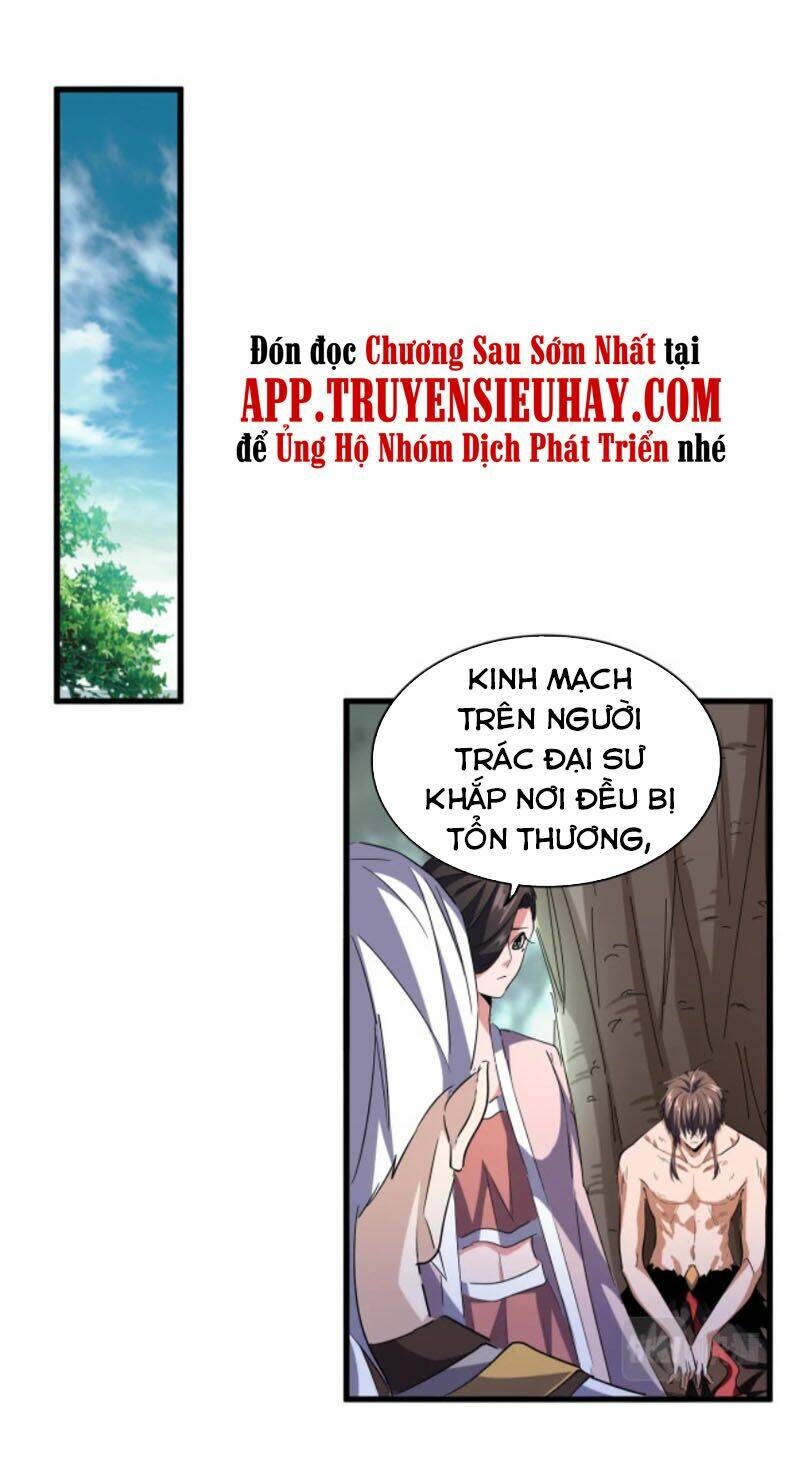 Đón đọc Chương Sau Sớm Nhất tại
APP.TRUYENSIEUHAY.COM
để Ủng Hộ Nhóm Dịch Phát Triển nhé
KINH MẠCH
TRÊN NGƯỜI
TRÁC ĐẠI SƯ
KHẮP NƠI ĐỀU BỊ
TỔN THƯƠNG,